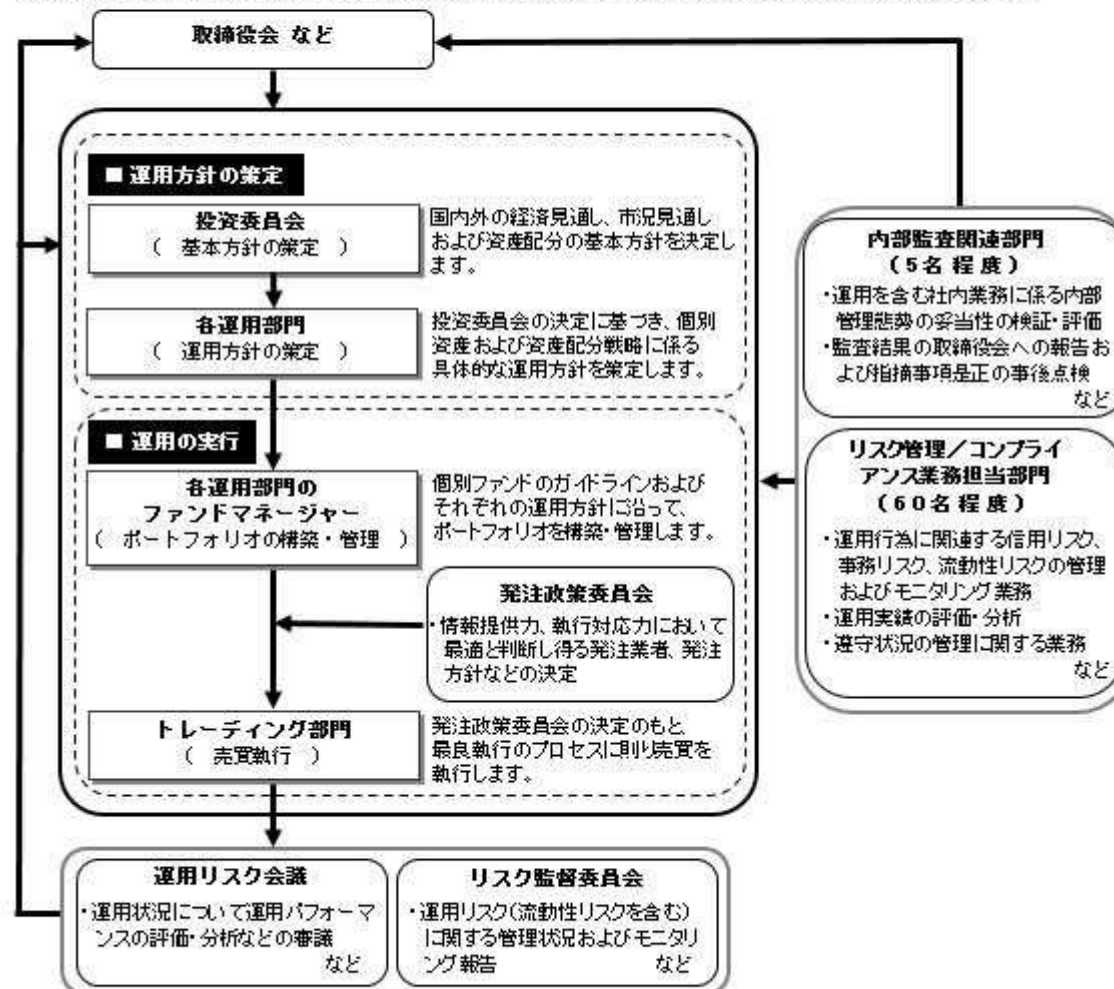 取締役会 など
■ 運用方針の策定
投資委員会
( 基本方針の策定 )
国内外の経済見通し、市況見通し
および資産配分の基本方針を決定し
ます。
各運用部門
( 運用方針の策定 )
投資委員会の決定に基づき、個別
資産および資産配分戦略に係る
具体的な運用方針を策定します。
■ 運用の実行
各運用部門の
ファンドマネージャー
( ポートフォリオの構築・管理 )
個別ファンドのガイドラインおよび
それぞれの運用方針に沿って、
ポートフォリオを構築・管理します。
発注政策委員会
・情報提供力、執行対応力において
最適と判断し得る発注業者、発注
方針などの決定
トレーディング部門
( 売買執行 )
発注政策委員会の決定のもと
最良執行のプロセスに則り売買を
執行します。
内部監査関連部門
(5名程度)
・運用を含む社内業務に係る内部
管理態勢の妥当性の検証・評価
・監査結果の取締役会への報告お
よび指摘事項是正の事後点検
など
リスク管理/コンプライ
アンス業務担当部門
(60名程度)
・運用行為に関連する信用リスク、
事務リスク、流動性リスクの管理
およびモニタリング業務
・運用実績の評価・分析
・遵守状況の管理に関する業務
など
運用リスク会議
・運用状況について運用パフォーマ
ンスの評価・分析などの審議
など
リスク監督委員会
・運用リスク(流動性リスクを含む)
に関する管理状況およびモニタリ
ング報告 など